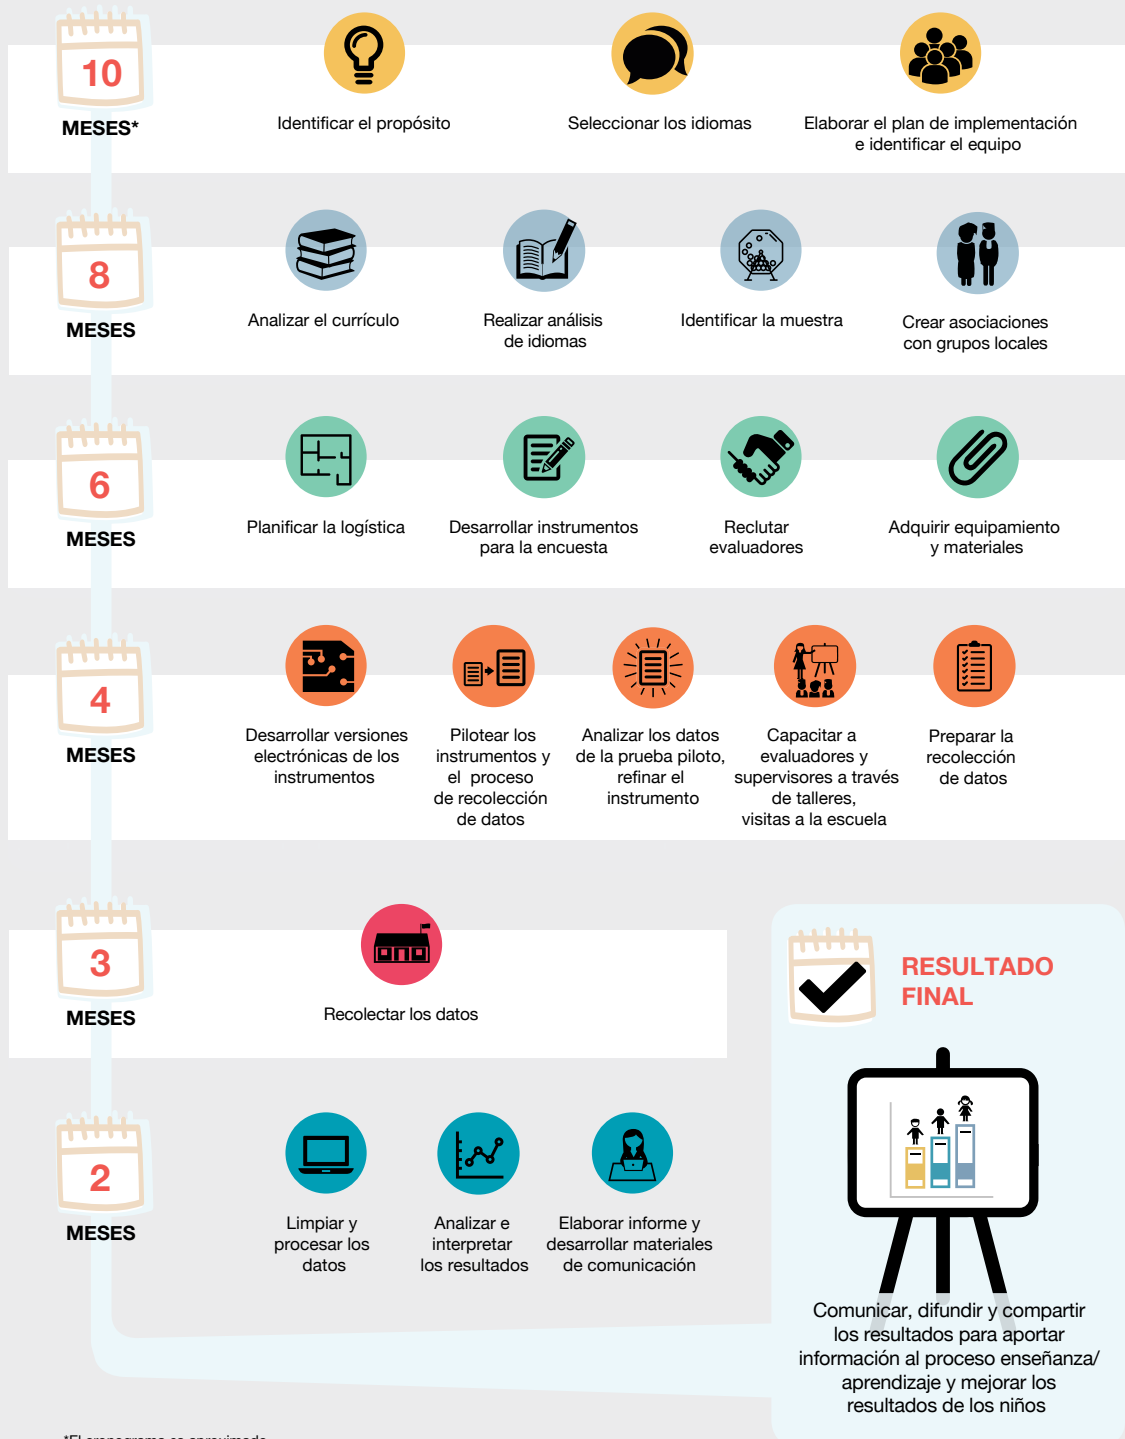 10
MESES*
Identificar el propósito
Seleccionar los idiomas
Elaborar el plan de implementación
e identificar el equipo
8
MESES
Analizar el currículo
Realizar análisis
de idiomas
Identificar la muestra
Crear asociaciones
con grupos locales
6
MESES
Planificar la logística
Desarrollar instrumentos
para la encuesta
Reclutar
evaluadores
Adquirir equipamiento
y materiales
4
MESES
Desarrollar versiones
electrónicas de los
instrumentos
Pilotear los
instrumentos y
el proceso
de recolección
de datos
Analizar los datos
de la prueba piloto,
refinar el
instrumento
Capacitar a
evaluadores y
supervisores a través
de talleres,
visitas a la escuela
Preparar la
recolección
de datos
3
MESES
Recolectar los datos
2
MESES
Limpiar y
procesar los
datos
Analizar e
interpretar
los resultados
Elaborar informe y
desarrollar materiales
de comunicación
RESULTADO
FINAL
Comunicar, difundir y compartir
los resultados para aportar
información al proceso enseñanza/
aprendizaje y mejorar los
resultados de los niños
*El cronograma es aproximado